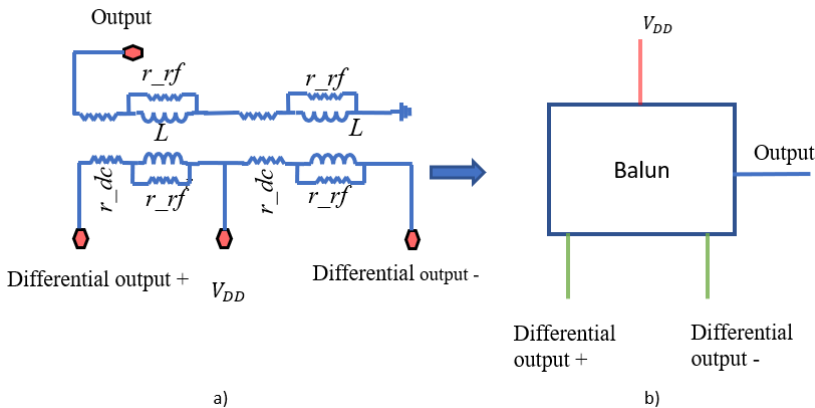 Output
r_rf
r_rf
L
L
r_dc
r_rf
r_dc
r_rf
Differential output +
V_DD
Differential output -
a)
V_DD
Balun
Output
Differential
output +
Differential
output -
b)